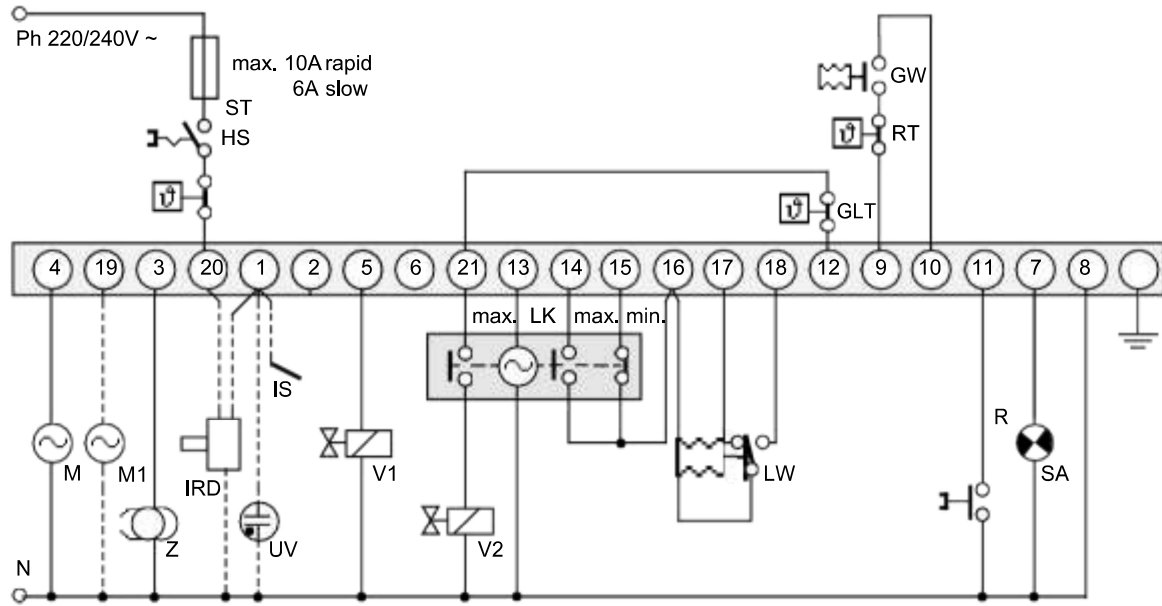 Ph 220/240V ~
max. 10A rapid
6A slow
ST
HS
ϑ
GW
ϑ
RT
ϑ
GLT
4 19 3 20 1 2 5 6 21 13 14 15 16 17 18 12 9 10 11 7 8
max. LK max. min.
IS
M
M1
IRD
V1
LW
R
SA
Z
UV
V2
N